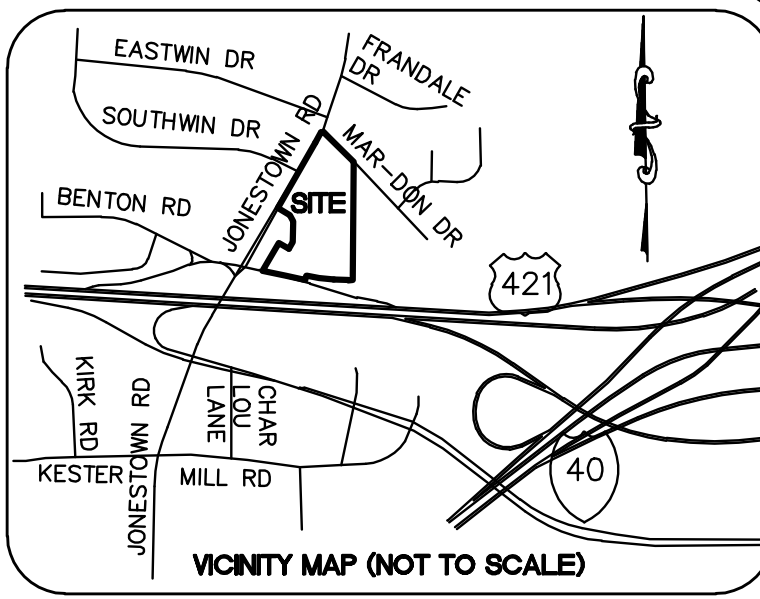 EASTWIN DR
FRANDALE
DR
SOUTHWIN DR
JONESTOWN RD
MAR-DON DR
BENTON RD
SITE
421
KIRK RD
JONESTOWN RD
CHAR
LOU
LANE
KESTER
MILL RD
40
VICINITY MAP (NOT TO SCALE)